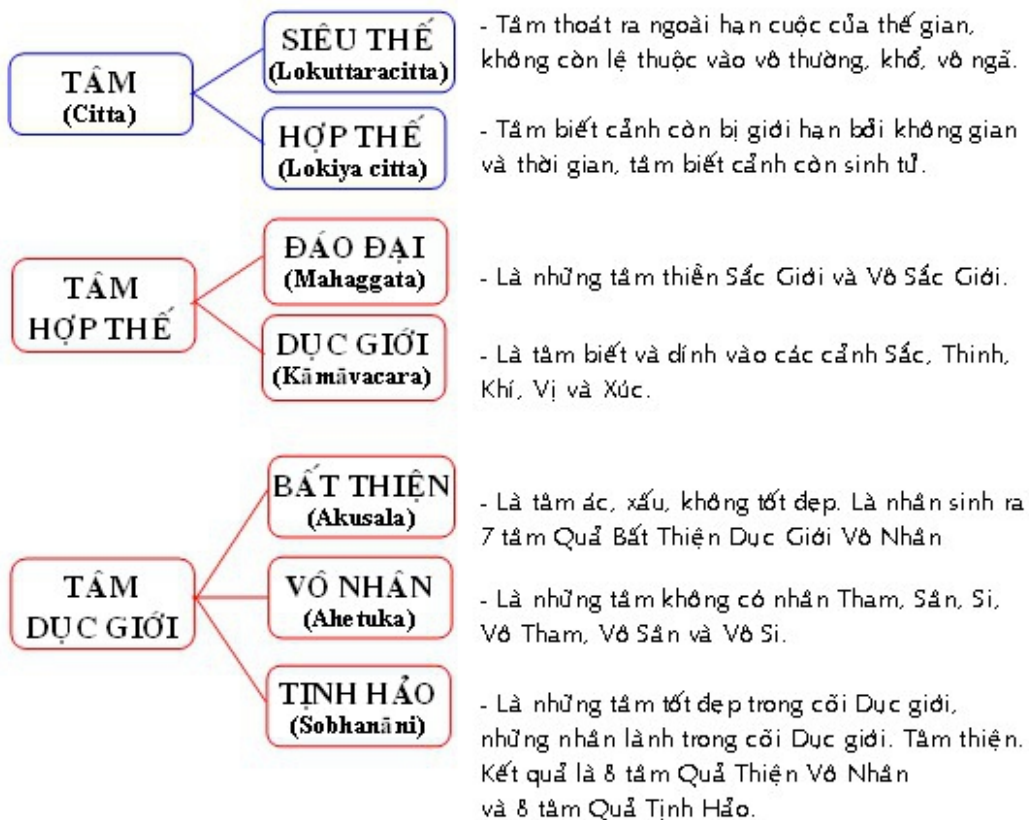 TÂM
(Citta)
SIÊU THẾ
(Lokuttaracitta)
- Tâm thoát ra ngoài hạn cuộc của thế gian,
không còn lệ thuộc vào vô thường, khổ, vô ngã.
HỢP THẾ
(Lokiya citta)
- Tâm biết cảnh còn bị giới hạn bởi không gian
và thời gian, tâm biết cảnh còn sinh tử.
TÂM
HỢP THẾ
ĐÁO ĐẠI
(Mahaggata)
- Là những tâm thiền Sắc Giới và Vô Sắc Giới.
DỤC GIỚI
(Kāmāvacara)
- Là tâm biết và dính vào các cảnh Sắc, Thinh,
Khí, Vị và Xúc.
TÂM
DỤC GIỚI
BẤT THIỆN
(Akusala)
- Là tâm ác, xấu, không tốt đẹp. Là nhân sinh ra
7 tâm Quả Bất Thiện Dục Giới Vô Nhân
VÔ NHÂN
(Ahetuka)
- Là những tâm không có nhân Tham, Sân, Si,
Vô Tham, Vô Sân và Vô Si.
TỊNH HẢO
(Sobhanāni)
- Là những tâm tốt đẹp trong cõi Dục giới,
những nhân lành trong cõi Dục giới. Tâm thiện.
Kết quả là 8 tâm Quả Thiện Vô Nhân
và 8 tâm Quả Tịnh Hảo.